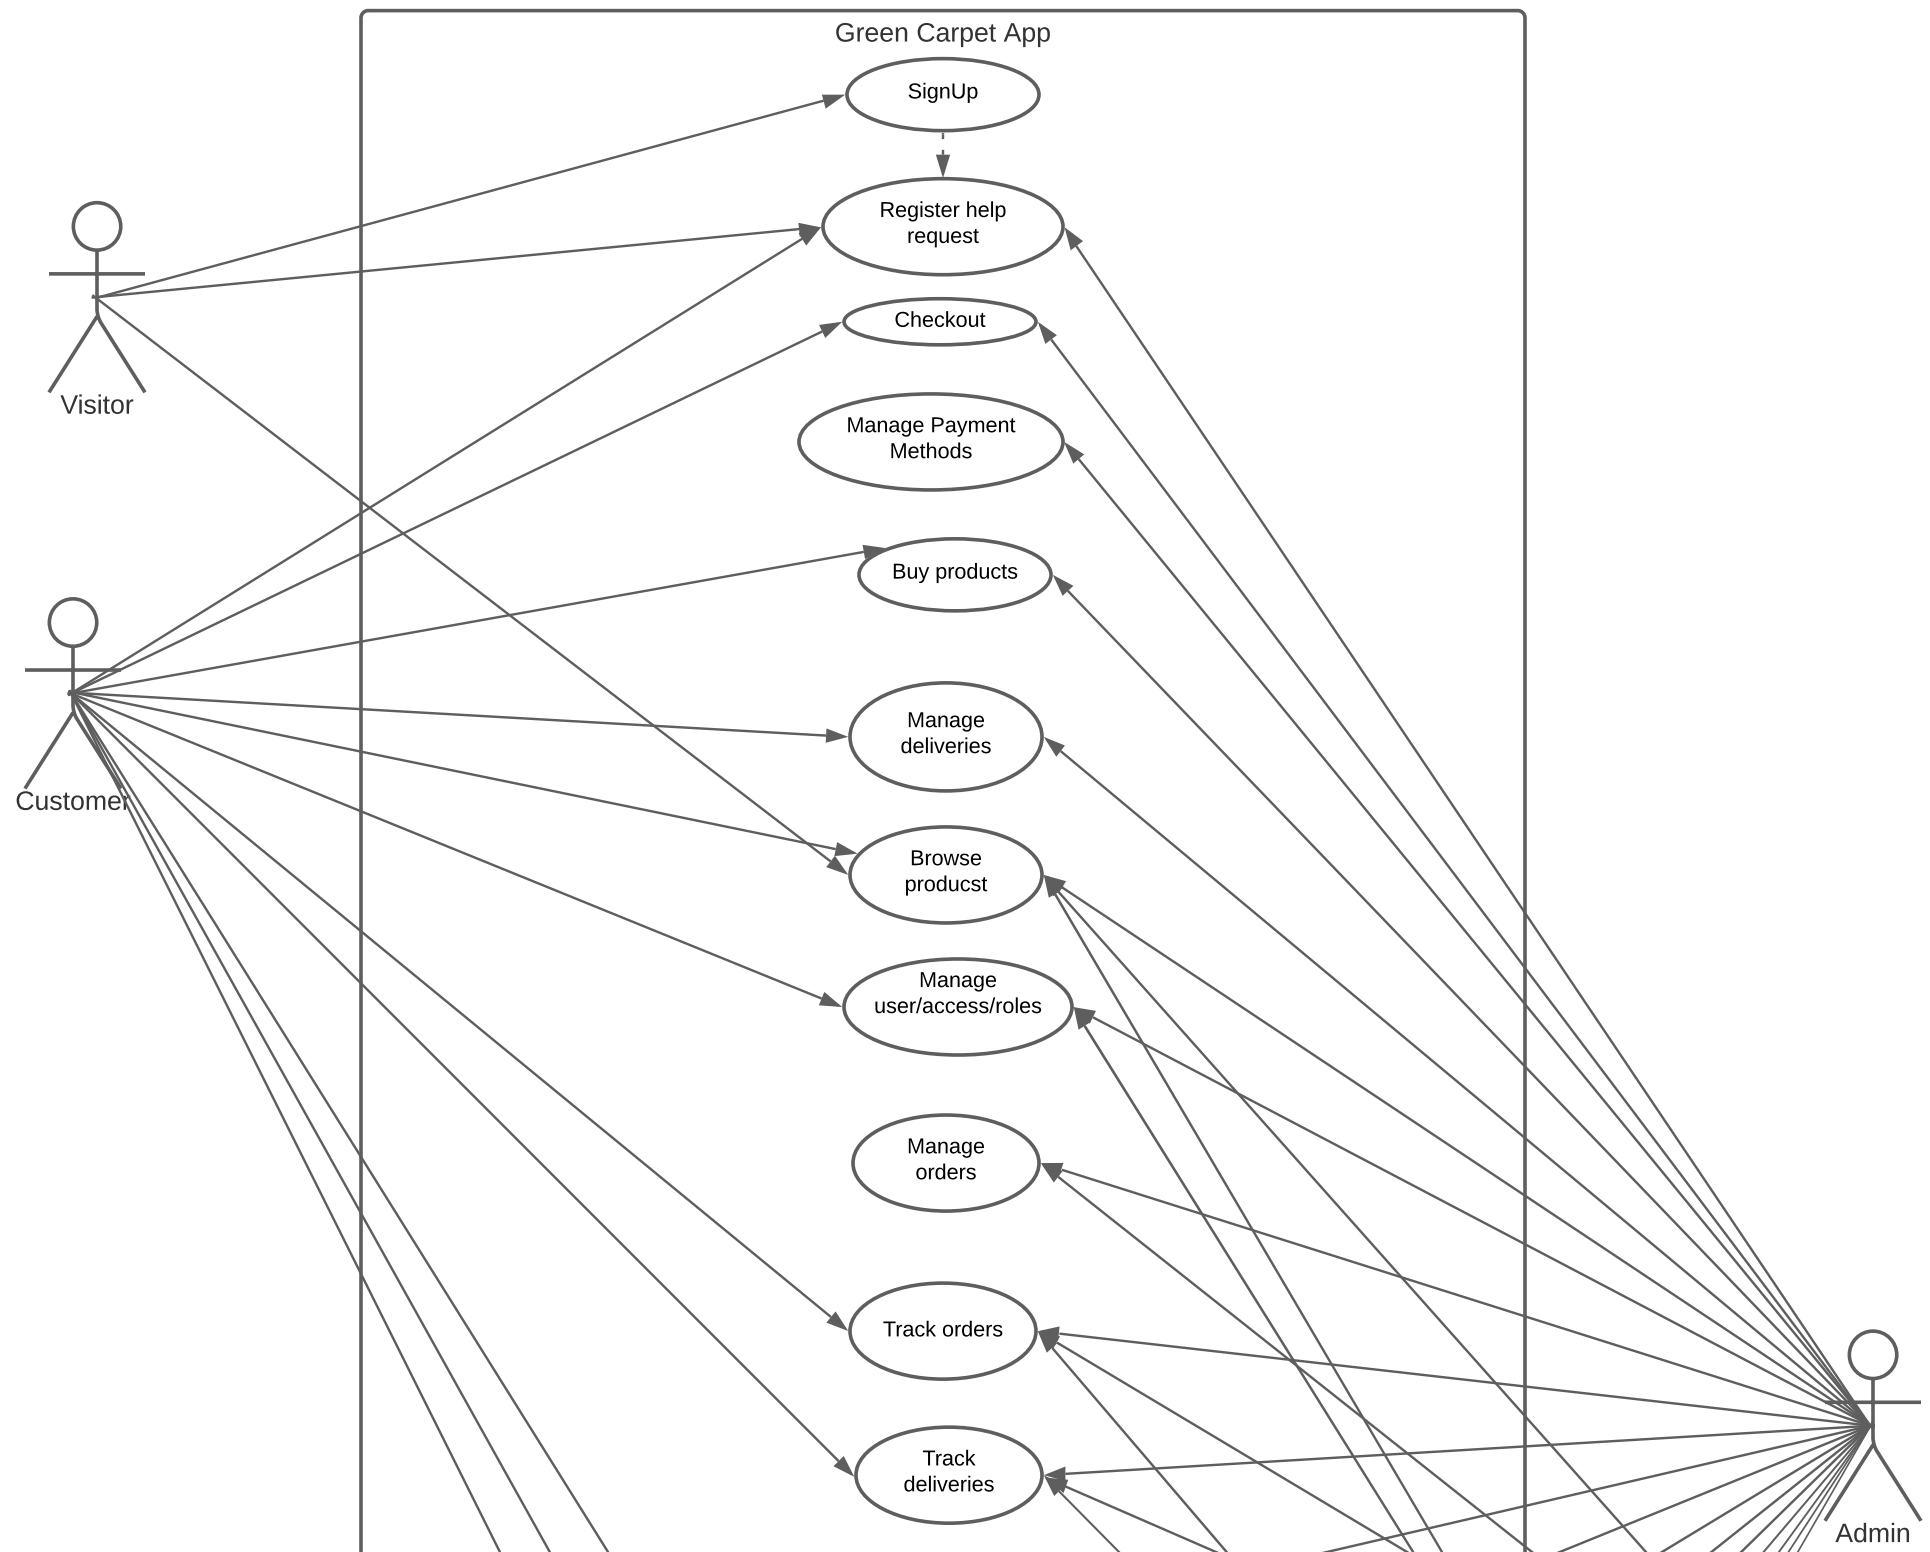 Green Carpet App
SignUp
Register help
request
Checkout
Visitor
Manage Payment
Methods
Buy products
Manage
deliveries
Customer
Browse
producst
Manage
user/access/roles
Manage
orders
Track orders
Track
deliveries
Admin